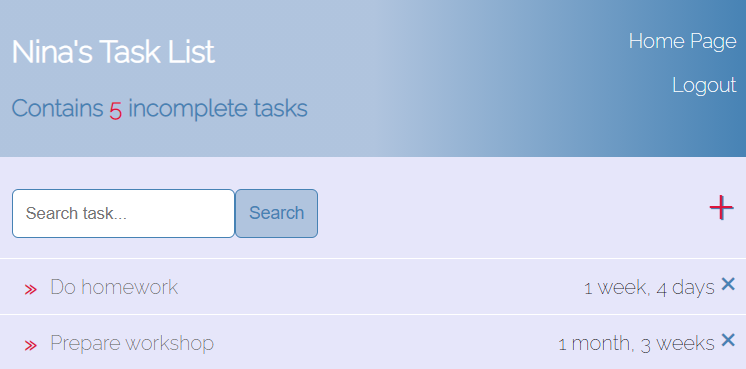 Nina's Task List
Home Page
Logout
Contains 5 incomplete tasks
Search task...
Search
Do homework
1 week, 4 days
Prepare workshop
1 month, 3 weeks